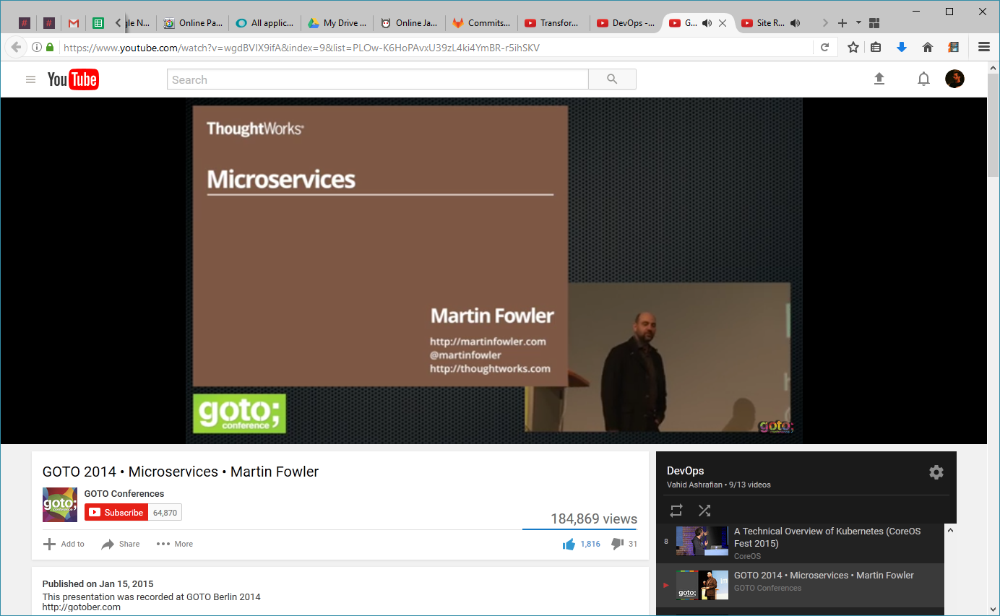 gle N...
Online Pa...
All applic...
My Drive ...
Online Ja...
Commits...
Transfor...
DevOps -...
G...
Site R...
https://www.youtube.com/watch?v=wgdBVIX9ifA&index=9&list=PLOw-K6HoPAvxU39zL4ki4YmBR-r5ihSKV
YouTube
Search
ThoughtWorks®
Microservices
Martin Fowler
http://martinfowler.com
@martinfowler
http://thoughtworks.com
goto;
conference
goto;
conference
GOTO 2014 • Microservices • Martin Fowler
goto;
GOTO Conferences
Subscribe 64,870
184,869 views
Add to Share More
1,816 31
Published on Jan 15, 2015
This presentation was recorded at GOTO Berlin 2014
http://gotober.com
DevOps
Vahid Ashrafian • 9/13 videos
8
A Technical Overview of Kubernetes (CoreOS
Fest 2015)
CoreOS
goto;
GOTO 2014 • Microservices • Martin Fowler
GOTO Conferences